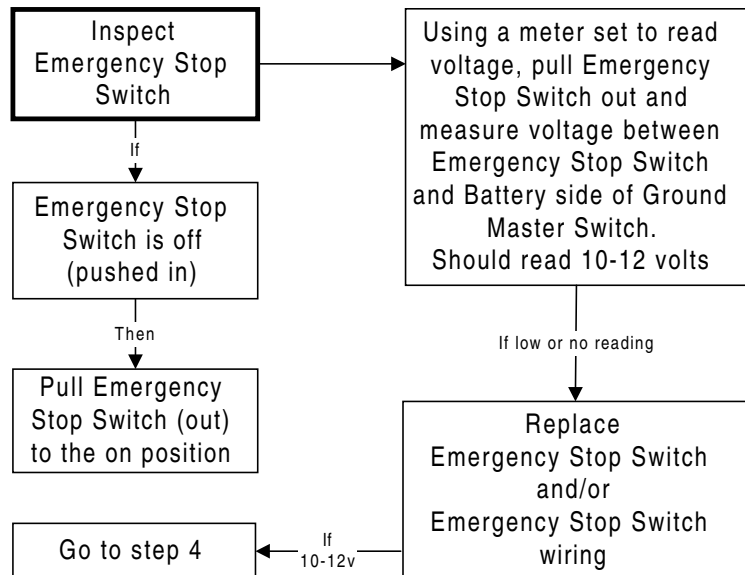 Inspect
Emergency Stop
Switch
If
Emergency Stop
Switch is off
(pushed in)
Then
Pull Emergency
Stop Switch (out)
to the on position
Using a meter set to read
voltage, pull Emergency
Stop Switch out and
measure voltage between
Emergency Stop Switch
and Battery side of Ground
Master Switch.
Should read 10-12 volts
If low or no reading
Replace
Emergency Stop Switch
and/or
Emergency Stop Switch
wiring
If
10-12v
Go to step 4